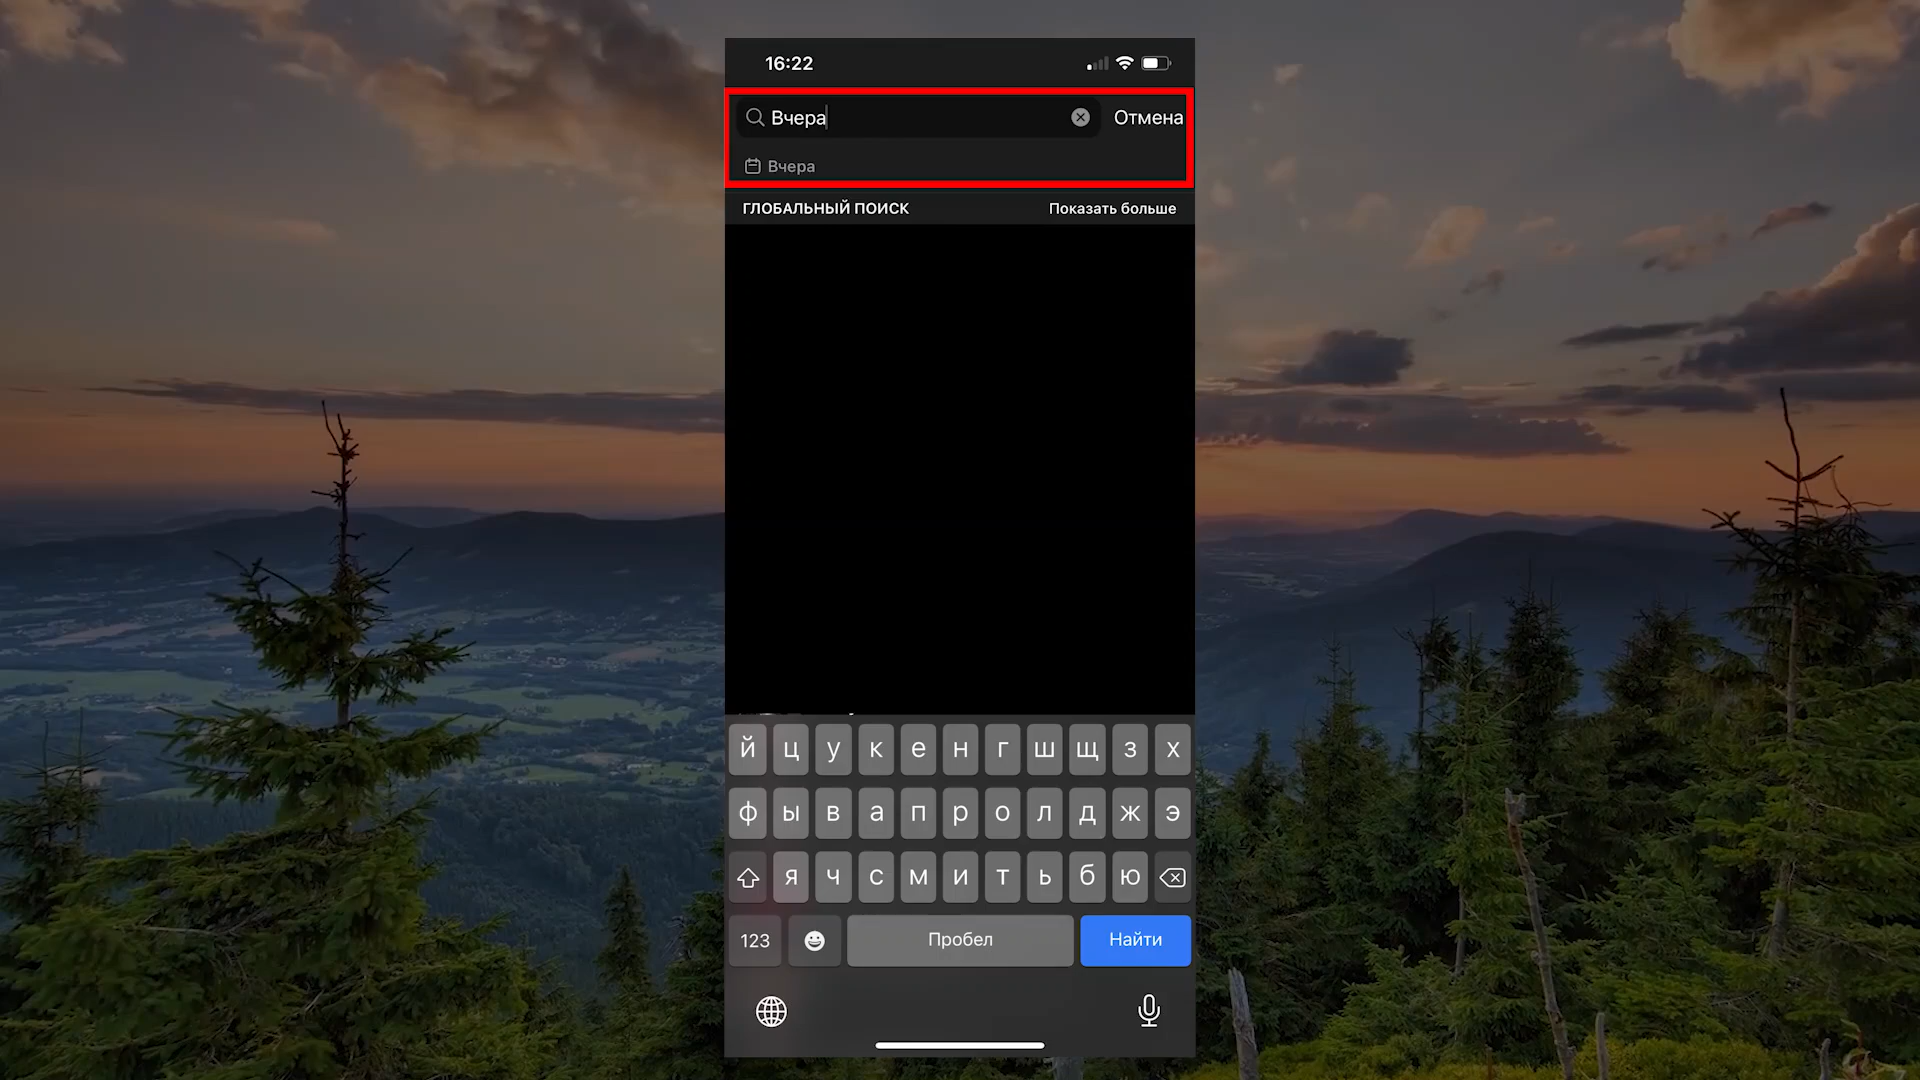 16:22
Вчера
Отмена
Вчера
ГЛОБАЛЬНЫЙ ПОИСК
Показать больше
й ц у к е н г ш щ з х
ф ы в а п р о л д ж э
я ч с м и т ь б ю
123
Пробел
Найти